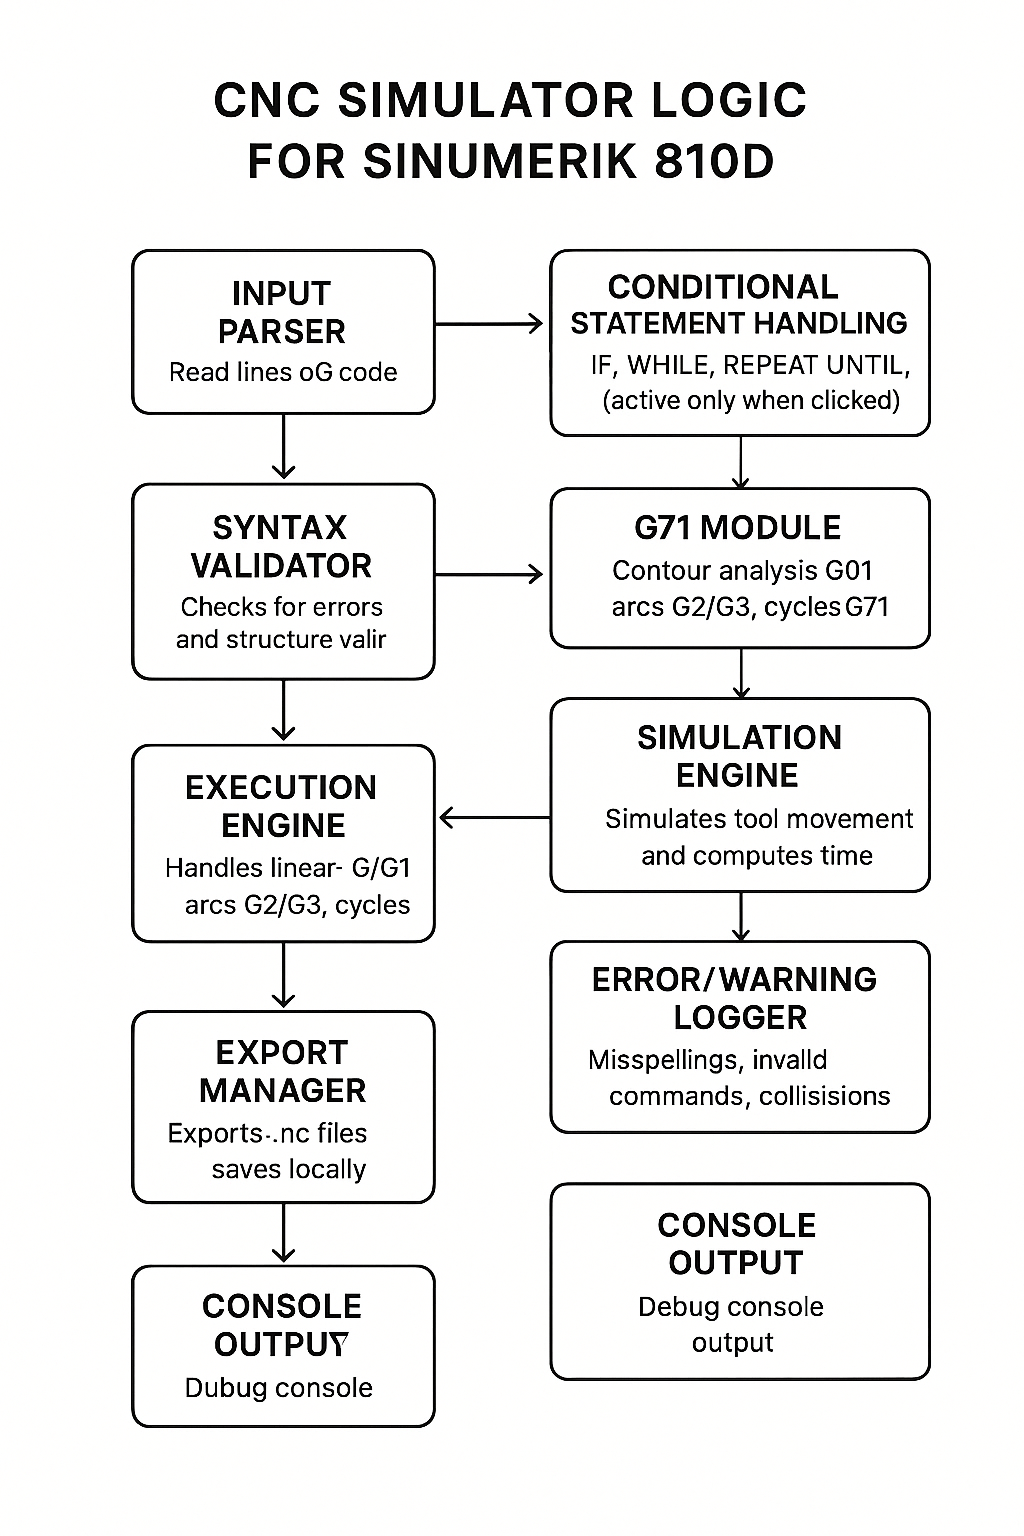 CNC SIMULATOR LOGIC
FOR SINUMERIK 810D
INPUT
PARSER
Read lines oG code
CONDITIONAL
STATEMENT HANDLING
IF, WHILE, REPEAT UNTIL,
(active only when clicked)
SYNTAX
VALIDATOR
Checks for errors
and structure valir
G71 MODULE
Contour analysis G01
arcs G2/G3, cycles G71
EXECUTION
ENGINE
Handles linear- G/G1
arcs G2/G3, cycles
SIMULATION
ENGINE
Simulates tool movement
and computes time
EXPORT
MANAGER
Exports-.nc files
saves locally
ERROR/WARNING
LOGGER
Misspellings, invalld
commands, collisisions
CONSOLE
OUTPUT
Dubug console
CONSOLE
OUTPUT
Debug console
output